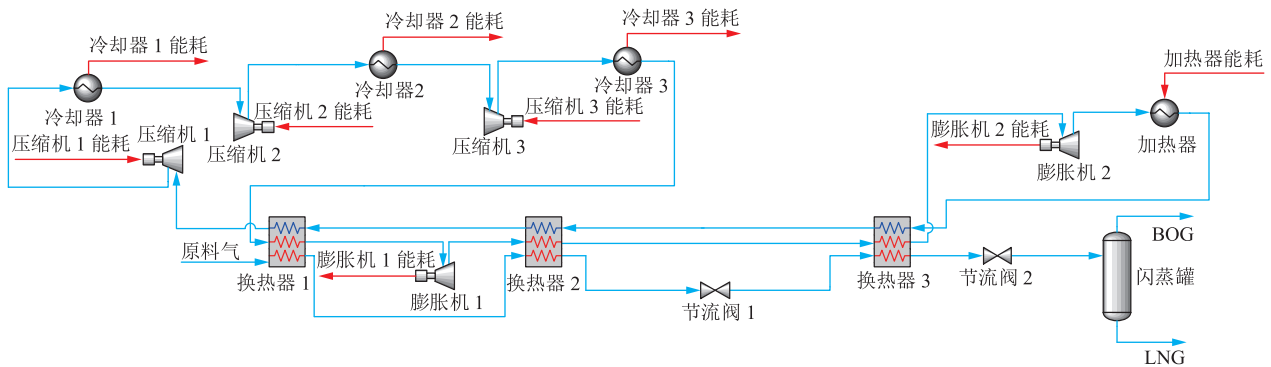 冷却器 1 能耗
冷却器 2 能耗
冷却器 3 能耗
加热器能耗
冷却器 1
冷却器2
冷却器 3
压缩机 1 能耗
压缩机 1
压缩机 2 能耗
压缩机 2
压缩机 3 能耗
压缩机 3
膨胀机 2 能耗
膨胀机 2
加热器
原料气
换热器 1
膨胀机 1 能耗
膨胀机 1
换热器 2
节流阀 1
换热器 3
节流阀 2
BOG
闪蒸罐
LNG